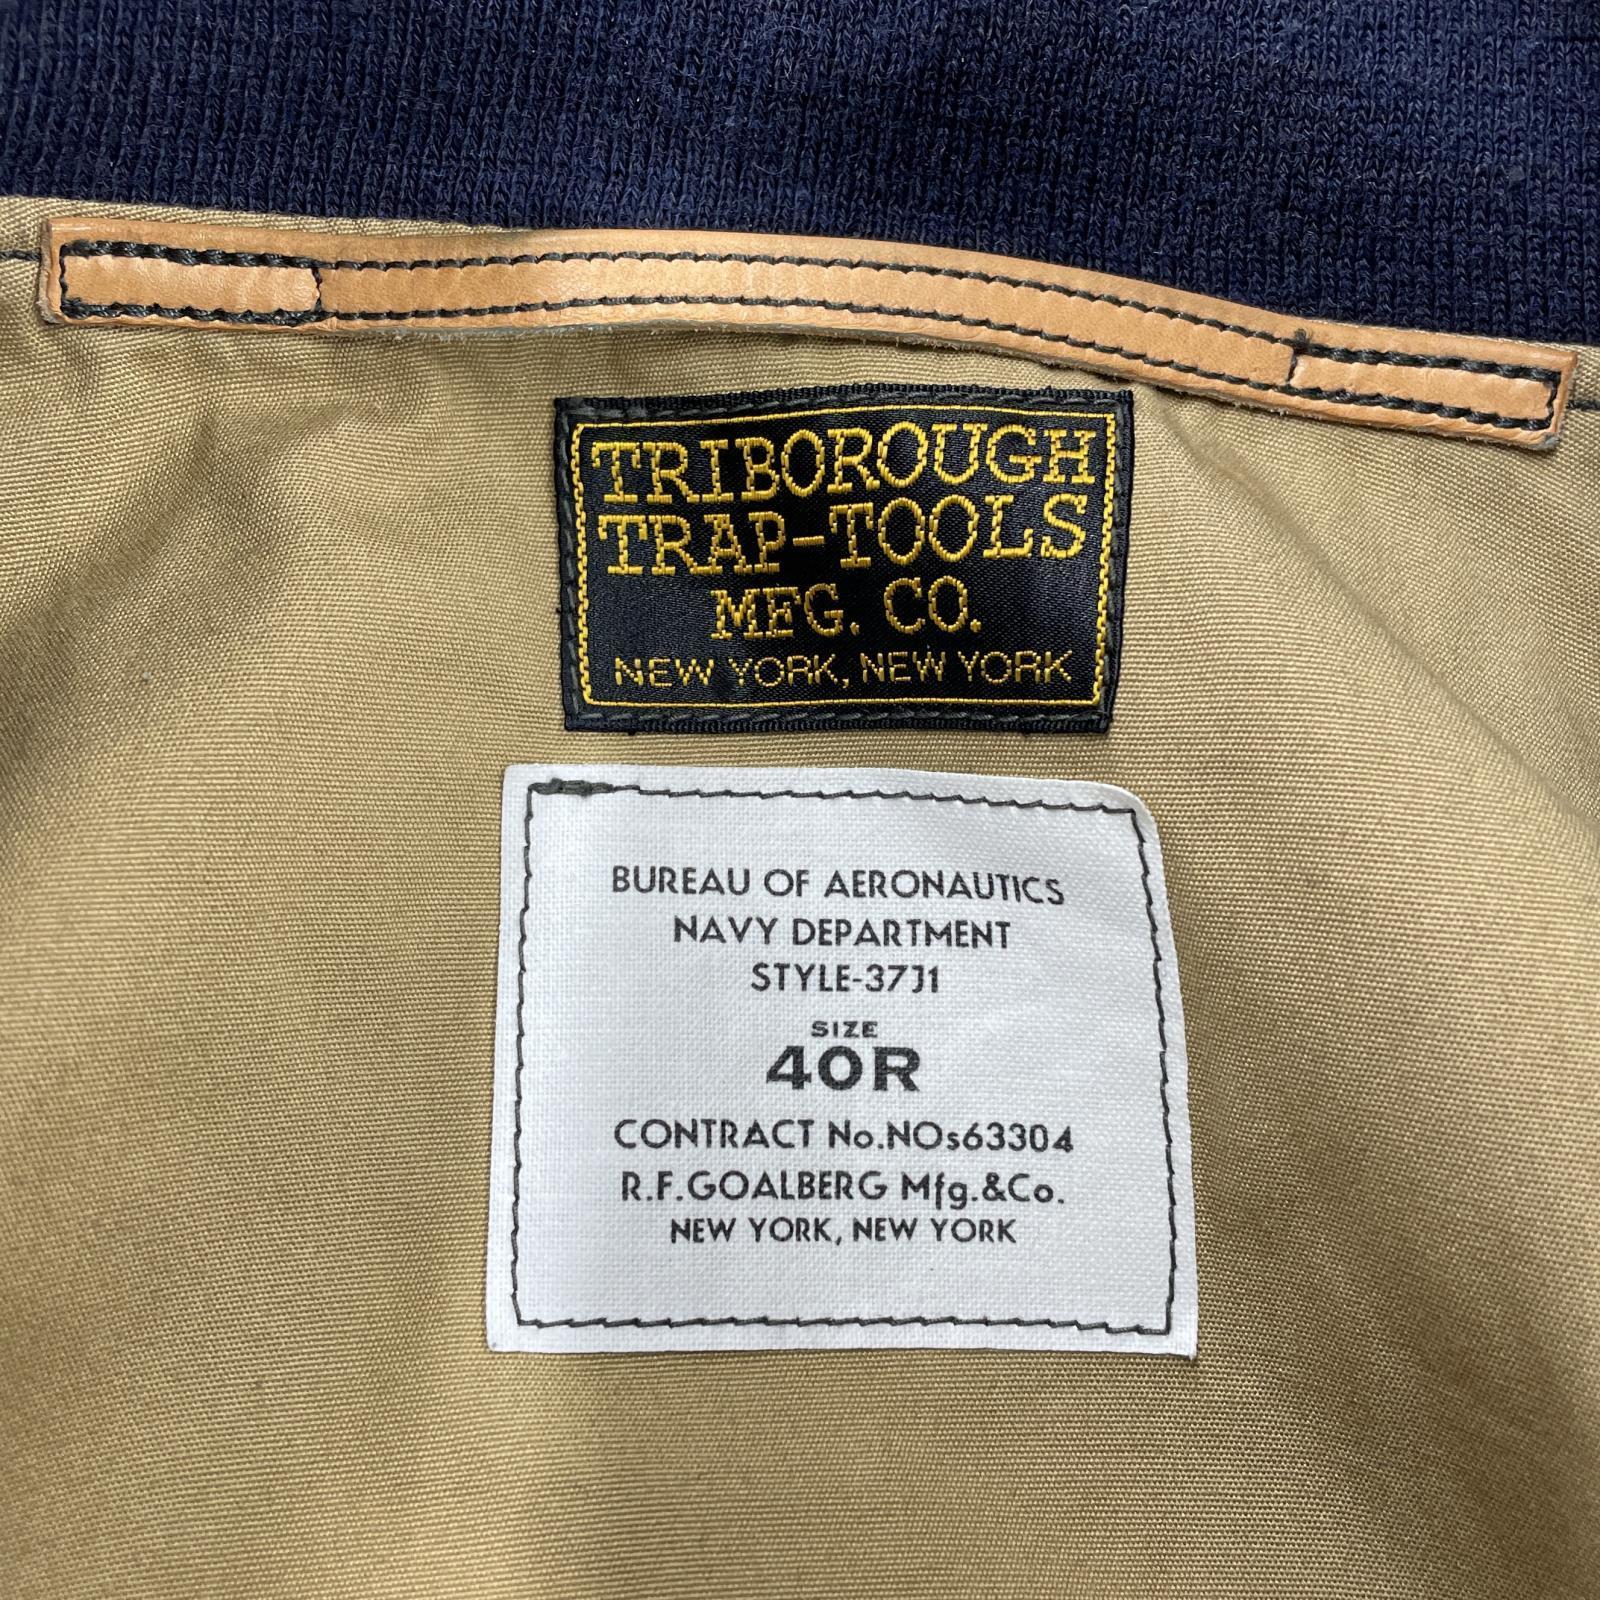 TRIBOROUGH
TRAP-TOOLS
MFG. CO.
NEW YORK, NEW YORK
BUREAU OF AERONAUTICS
NAVY DEPARTMENT
STYLE-37J1
SIZE
40R
CONTRACT No.NOs63304
R.F.GOALBERG Mfg.&Co.
NEW YORK, NEW YORK